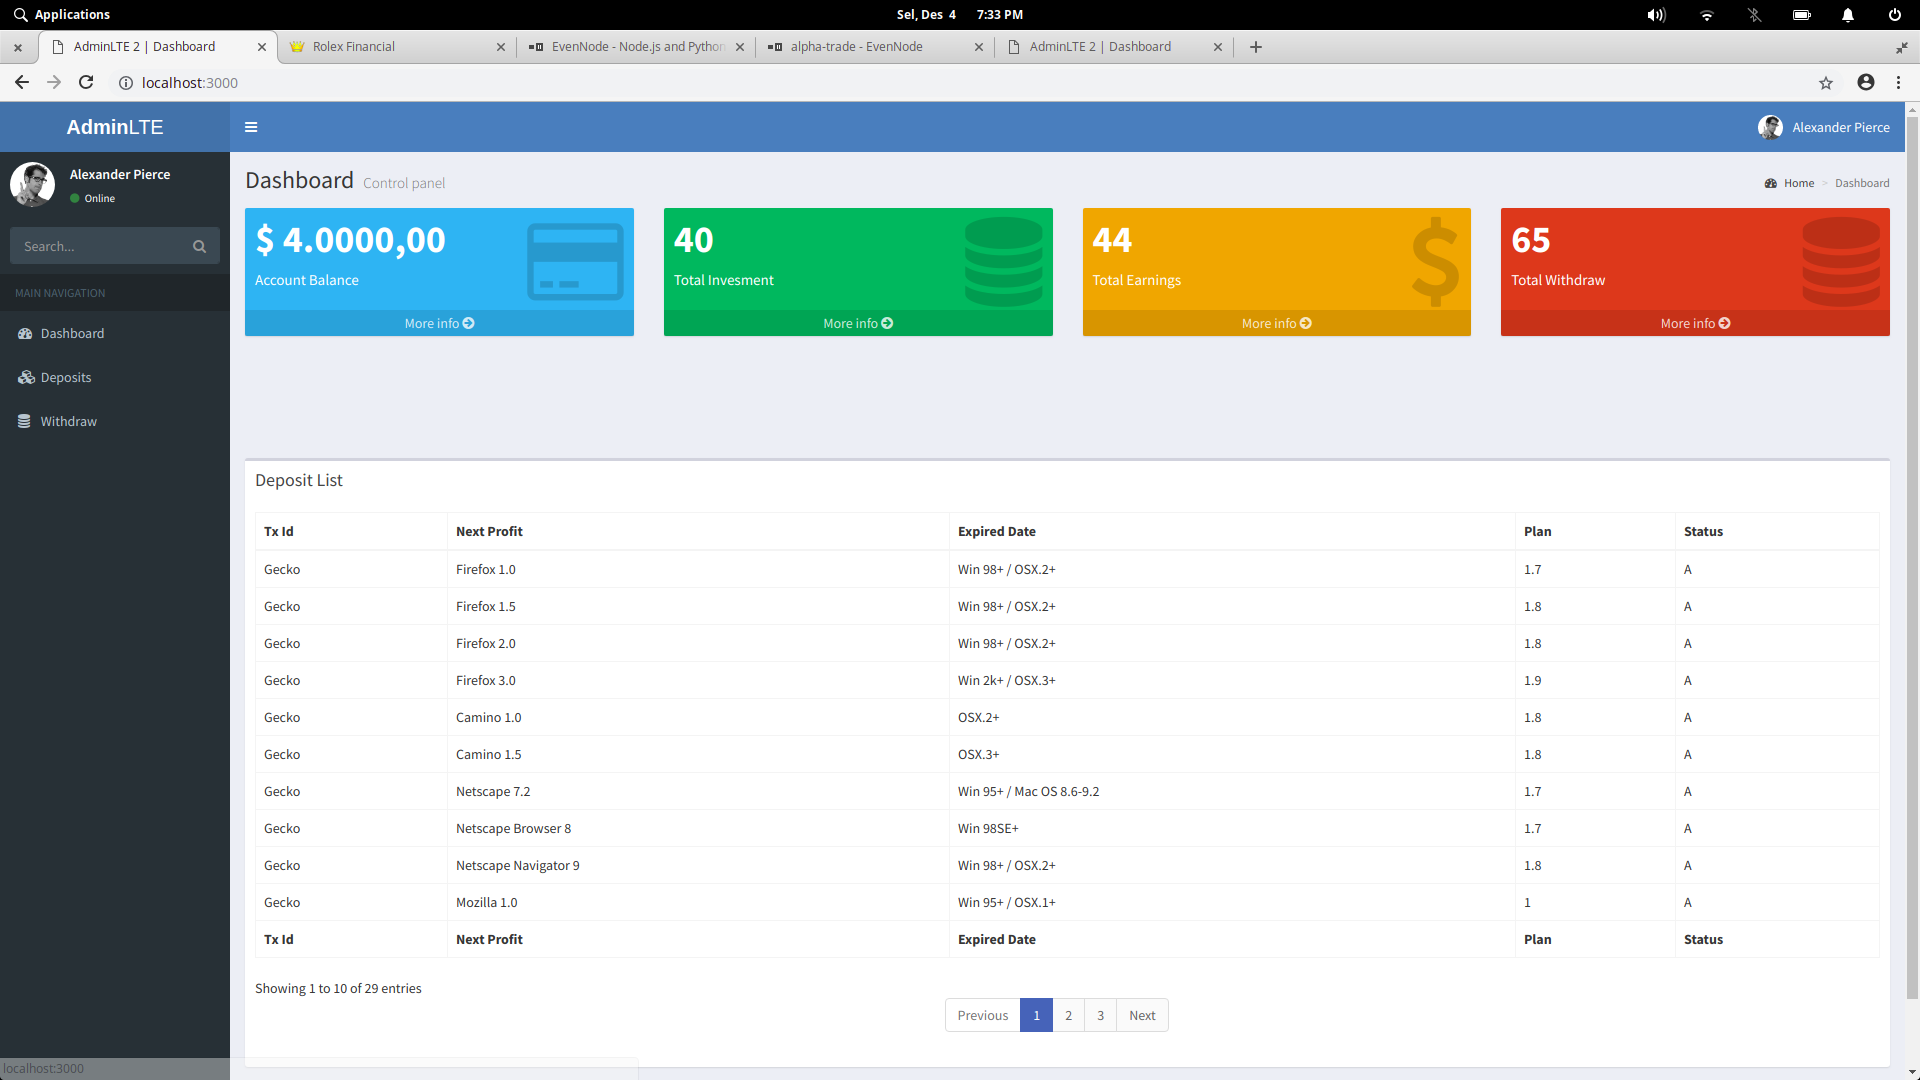 Applications
Sel, Des 4 7:33 PM
AdminLTE 2 | Dashboard
Rolex Financial
EvenNode - Node.js and Python
alpha-trade - EvenNode
AdminLTE 2 | Dashboard
localhost:3000
AdminLTE
Alexander Pierce
Alexander Pierce
Online
Search...
MAIN NAVIGATION
Dashboard
Deposits
Withdraw
Dashboard Control panel
Home > Dashboard
$ 4.0000,00
Account Balance
More info
40
Total Invesment
More info
44
Total Earnings
More info
65
Total Withdraw
More info
Deposit List
Tx Id Next Profit Expired Date Plan Status
Gecko Firefox 1.0 Win 98+ / OSX.2+ 1.7 A
Gecko Firefox 1.5 Win 98+ / OSX.2+ 1.8 A
Gecko Firefox 2.0 Win 98+ / OSX.2+ 1.8 A
Gecko Firefox 3.0 Win 2k+ / OSX.3+ 1.9 A
Gecko Camino 1.0 OSX.2+ 1.8 A
Gecko Camino 1.5 OSX.3+ 1.8 A
Gecko Netscape 7.2 Win 95+ / Mac OS 8.6-9.2 1.7 A
Gecko Netscape Browser 8 Win 98SE+ 1.7 A
Gecko Netscape Navigator 9 Win 98+ / OSX.2+ 1.8 A
Gecko Mozilla 1.0 Win 95+ / OSX.1+ 1 A
Tx Id Next Profit Expired Date Plan Status
Showing 1 to 10 of 29 entries
Previous 1 2 3 Next
localhost:3000